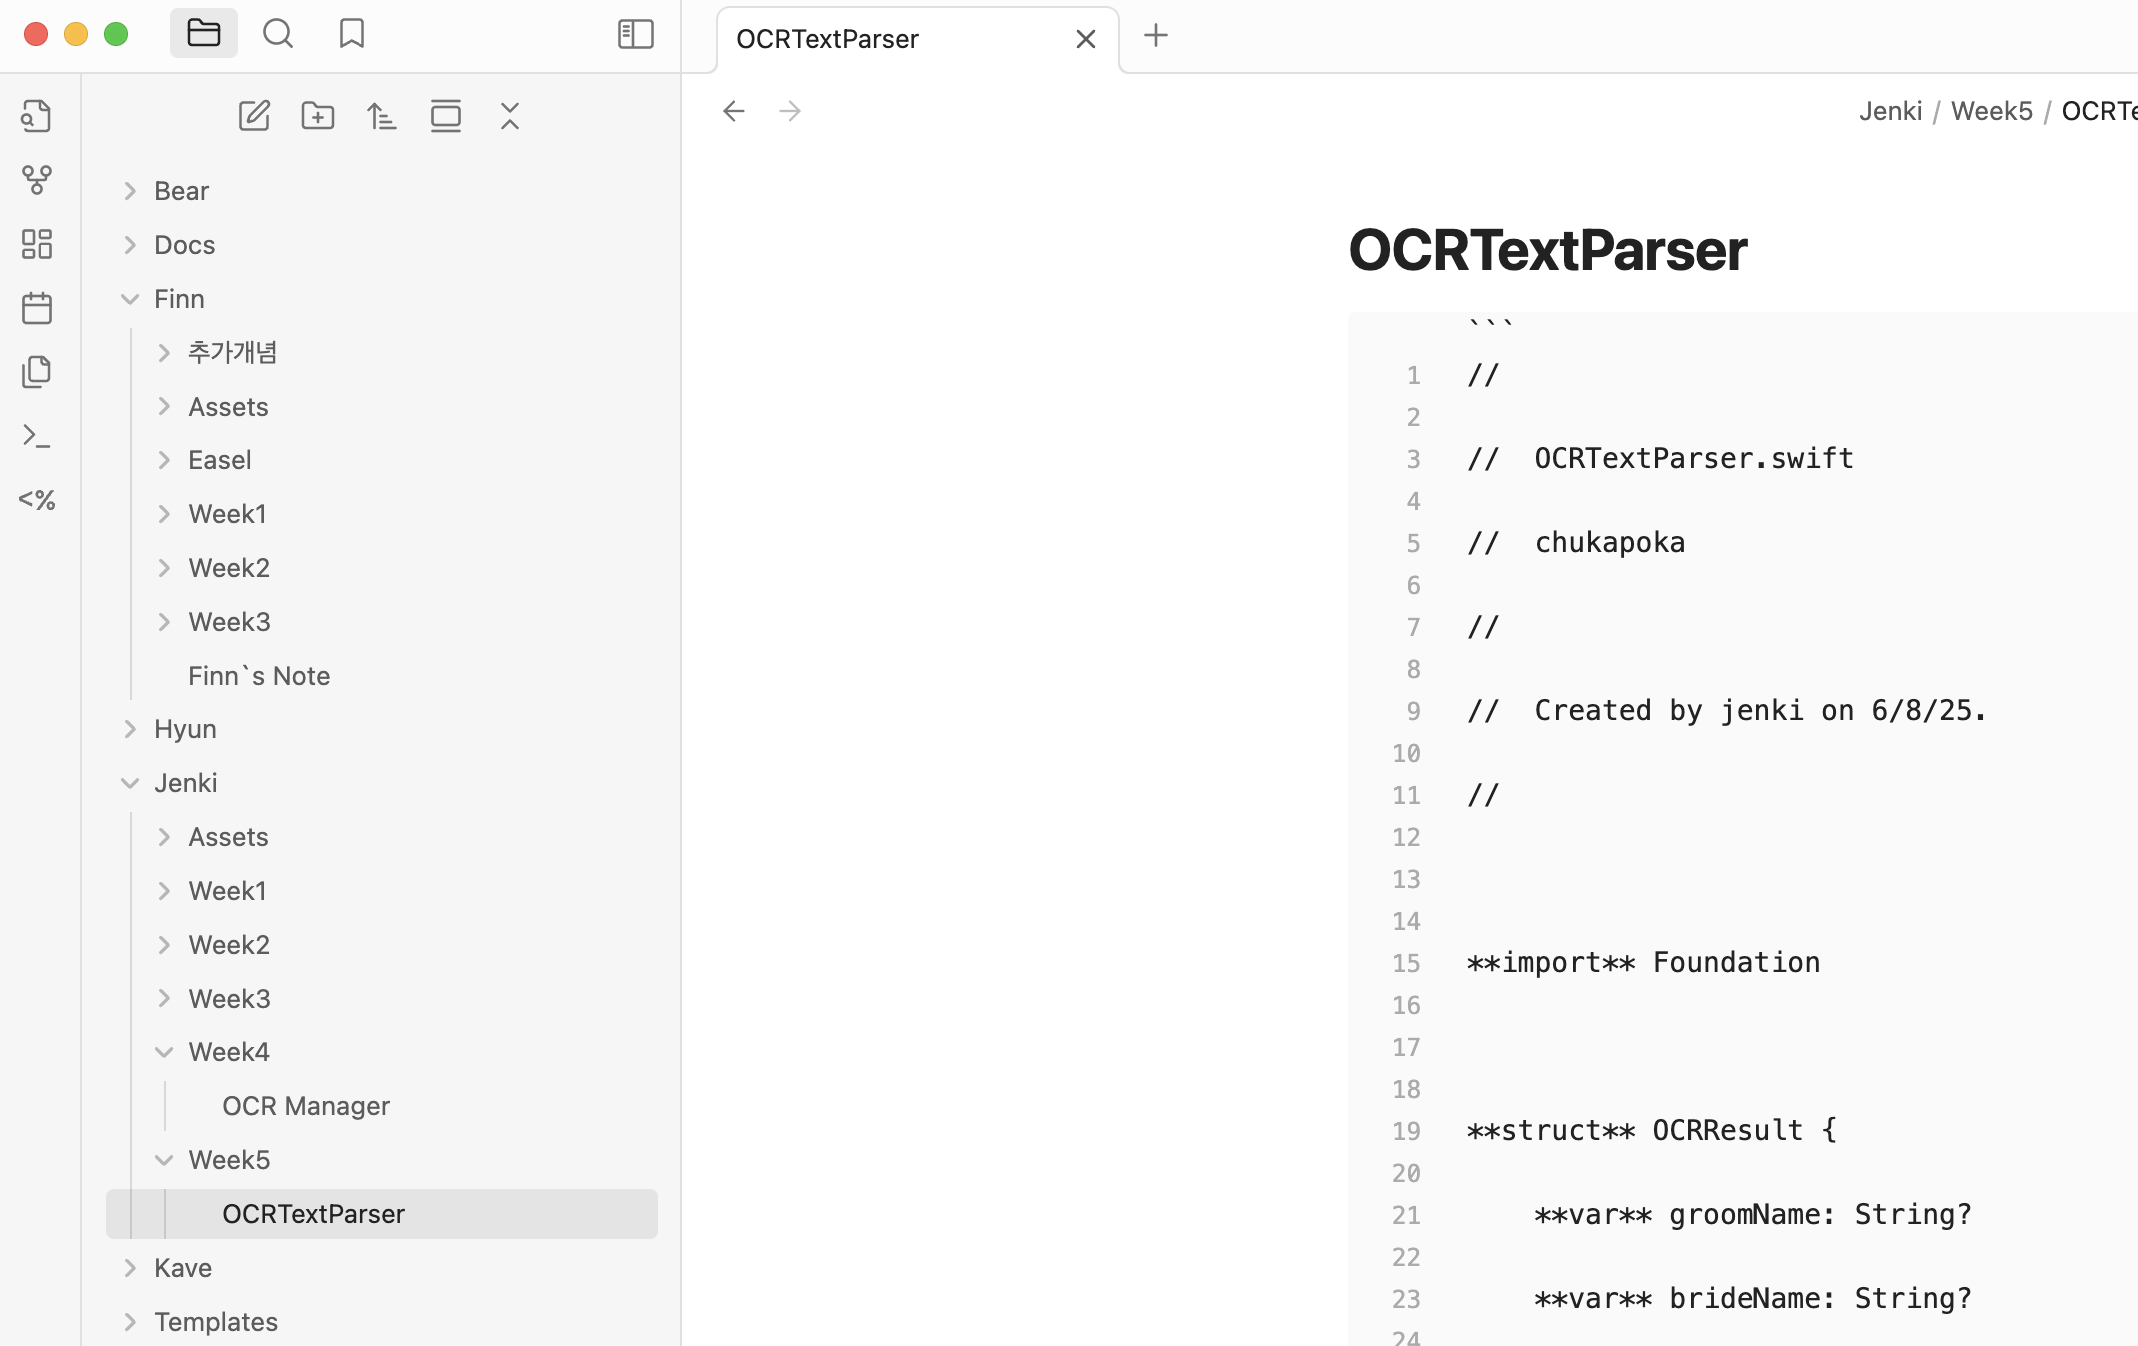 OCRTextParser
Jenki / Week5 / OCRTe
<%
Bear
Docs
Finn
추가개념
Assets
Easel
Week1
Week2
Week3
Finn`s Note
Hyun
Jenki
Assets
Week1
Week2
Week3
Week4
OCR Manager
Week5
OCRTextParser
Kave
Templates
OCRTextParser
```
1 //
2
3 //  OCRTextParser.swift
4
5 //  chukapoka
6
7 //
8
9 //  Created by jenki on 6/8/25.
10
11 //
12
13
14
15 **import** Foundation
16
17
18
19 **struct** OCRResult {
20
21     **var** groomName: String?
22
23     **var** brideName: String?
24